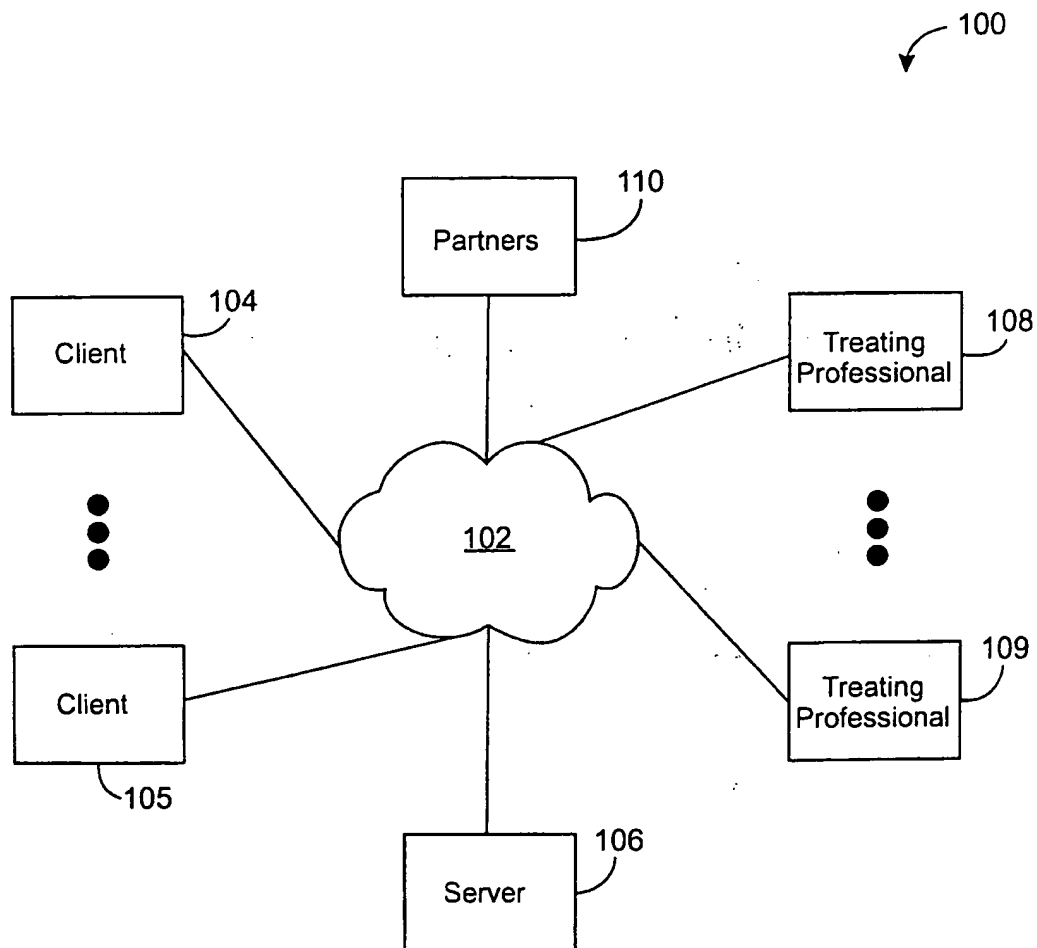 100
110
Partners
104
Client
108
Treating
Professional
102
Client
105
109
Treating
Professional
106
Server